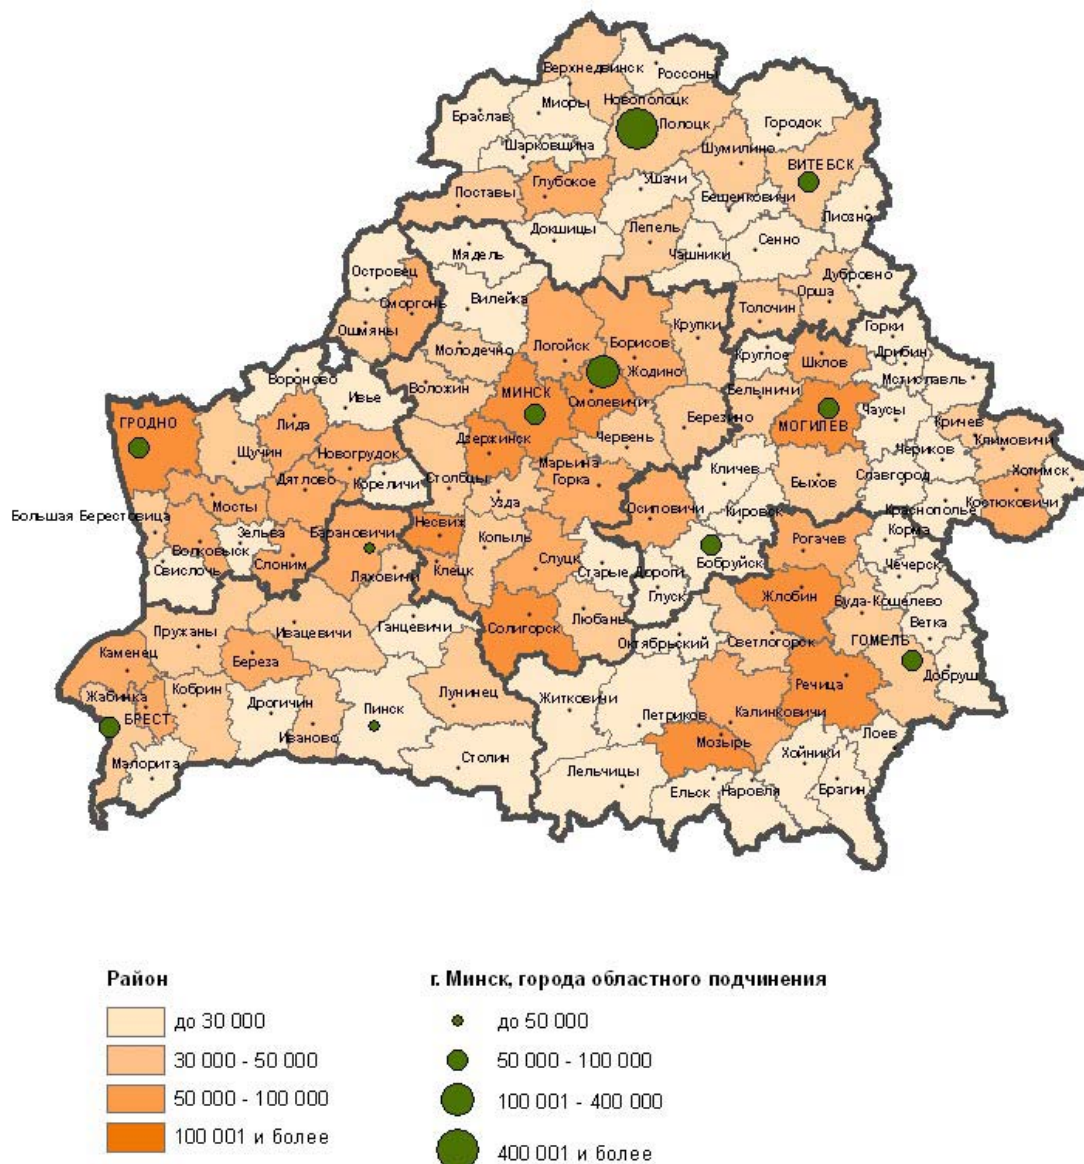 Верхнедвинск
Россоны
Миоры
Новополоцк
Браслав
Полоцк
Городок
Шарковщина
Шумилино
ВИТЕБСК
Глубокое
Ушачи
Поставы
Бешенковичи
Лиозно
Докшицы
Лепель
Сенно
Мядель
Чашники
Островец
Дубровно
Вилейка
Орша
Сморгонь
Толочин
Ошмяны
Крупки
Горки
Молодечно
Логойск
Борисов
Круглое
Шклов
Дрибин
Вороново
Воложин
Жодино
Мстиславль
Ивье
МИНСК
Смолевичи
Белыничи
Чаусы
ГРОДНО
Лида
Березино
МОГИЛЕВ
Кричев
Дзержинск
Червень
Климовичи
Щучин
Новогрудок
Марьина
Горка
Кличев
Чериков
Хотимск
Дятлово
Кореличи
Столбцы
Узда
Быхов
Славгород
Мосты
Осиповичи
Костюковичи
Большая Берестовица
Кировск
Краснополье
Зельва
Барановичи
Несвиж
Корма
Волковыск
Копыль
Рогачев
Слуцк
Свислочь
Слоним
Ляховичи
Клецк
Старые Дороги
Бобруйск
Чечерск
Глуск
Жлобин
Буда-Кошелево
Ганцевичи
Любань
Ветка
Пружаны
Ивацевичи
Солигорск
Октябрьский
Светлогорск
ГОМЕЛЬ
Каменец
Береза
Добруш
Жабинка
Кобрин
Лунинец
Речица
Дрогичин
Пинск
Житковичи
БРЕСТ
Петриков
Калинковичи
Иваново
Лоев
Мозырь
Малорита
Столин
Хойники
Лельчицы
Ельск
Наровля
Брагин
Район
до 30 000
30 000 - 50 000
50 000 - 100 000
100 001 и более
г. Минск, города областного подчинения
до 50 000
50 000 - 100 000
100 001 - 400 000
400 001 и более